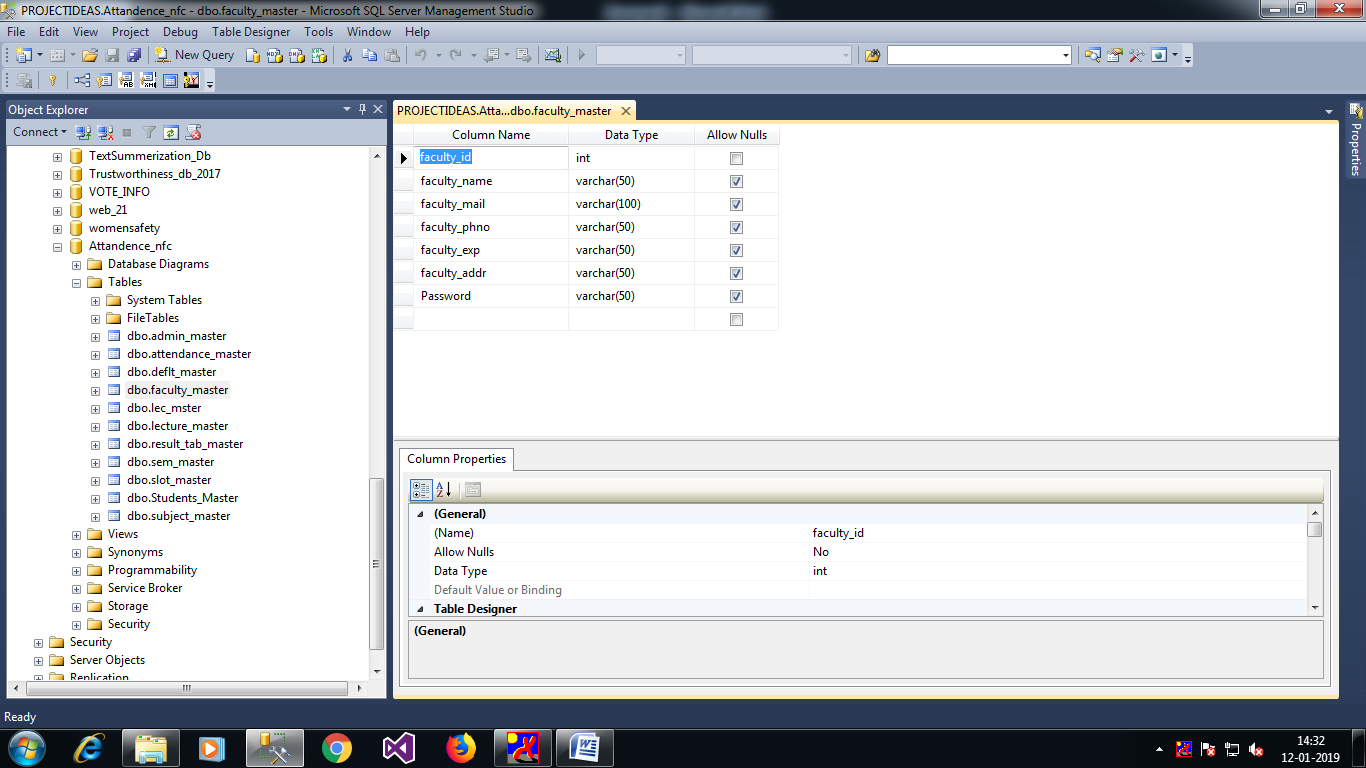 PROJECTIDEAS.Attandence_nfc - dbo.faculty_master - Microsoft SQL Server Management Studio
File Edit View Project Debug Table Designer Tools Window Help
New Query
Object Explorer
Connect
TextSummerization_Db
Trustworthiness_db_2017
VOTE_INFO
web_21
womensafety
Attandence_nfc
Database Diagrams
Tables
System Tables
FileTables
dbo.admin_master
dbo.attendance_master
dbo.deflt_master
dbo.faculty_master
dbo.lec_mster
dbo.lecture_master
dbo.result_tab_master
dbo.sem_master
dbo.slot_master
dbo.Students_Master
dbo.subject_master
Views
Synonyms
Programmability
Service Broker
Storage
Security
Security
Server Objects
Replication
PROJECTIDEAS.Atta...dbo.faculty_master
Column Name Data Type Allow Nulls
faculty_id int
faculty_name varchar(50)
faculty_mail varchar(100)
faculty_phno varchar(50)
faculty_exp varchar(50)
faculty_addr varchar(50)
Password varchar(50)
Column Properties
(General)
(Name) faculty_id
Allow Nulls No
Data Type int
Default Value or Binding
Table Designer
(General)
Properties
Ready
14:32
12-01-2019